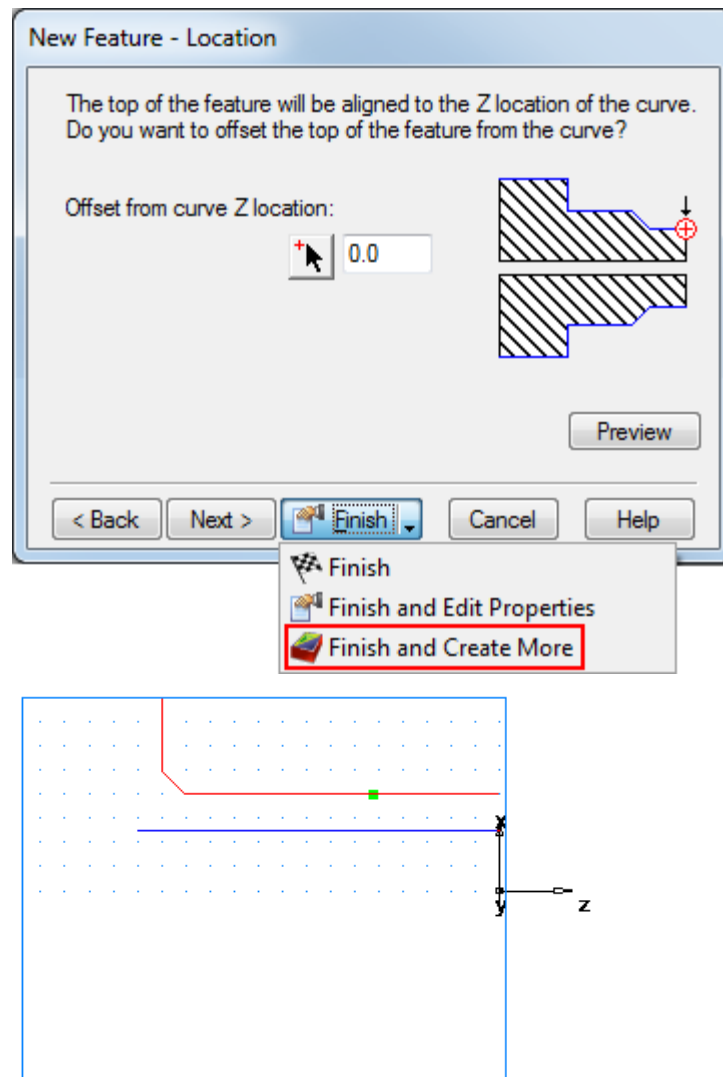 New Feature - Location
The top of the feature will be aligned to the Z location of the curve.
Do you want to offset the top of the feature from the curve?
Offset from curve Z location:
0.0
Preview
< Back Next > Finish Cancel Help
Finish
Finish and Edit Properties
Finish and Create More
X
y
z